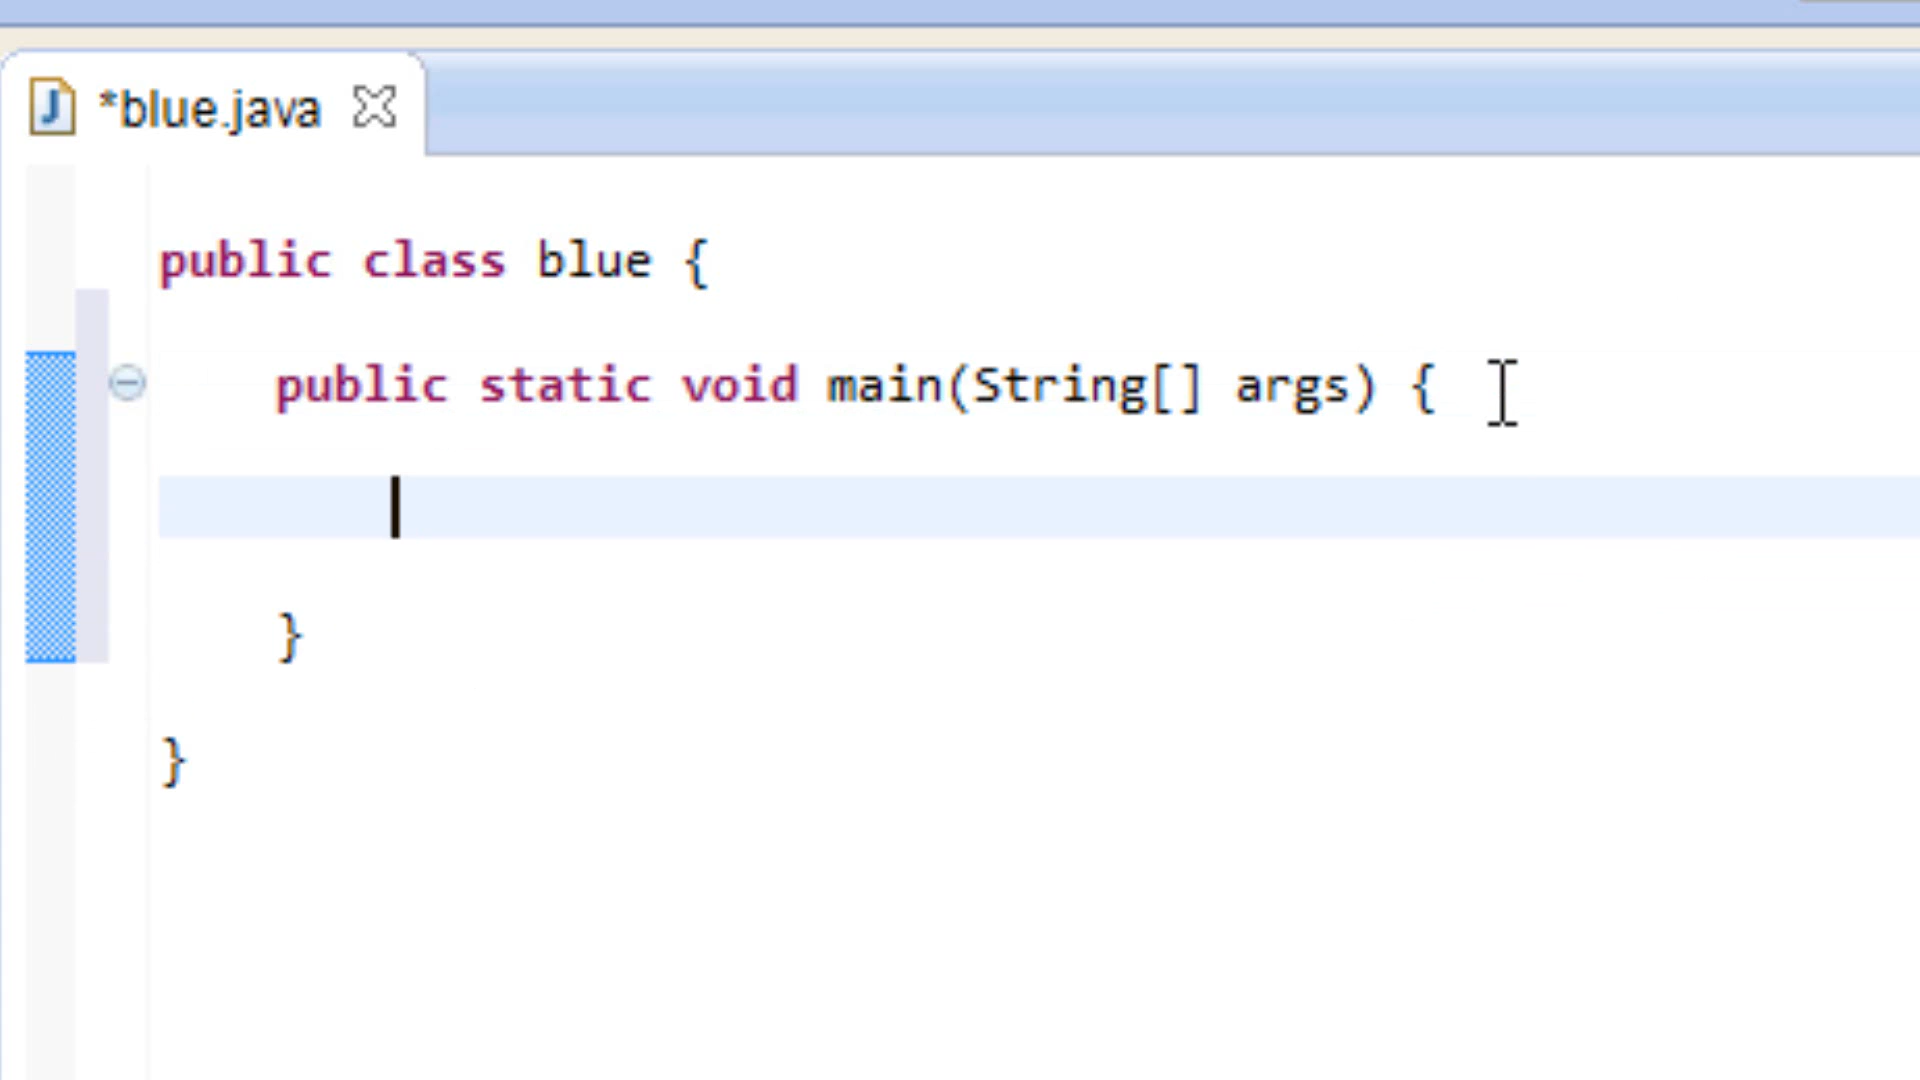 *blue.java
public class blue {
public static void main(String[] args) {
}
}